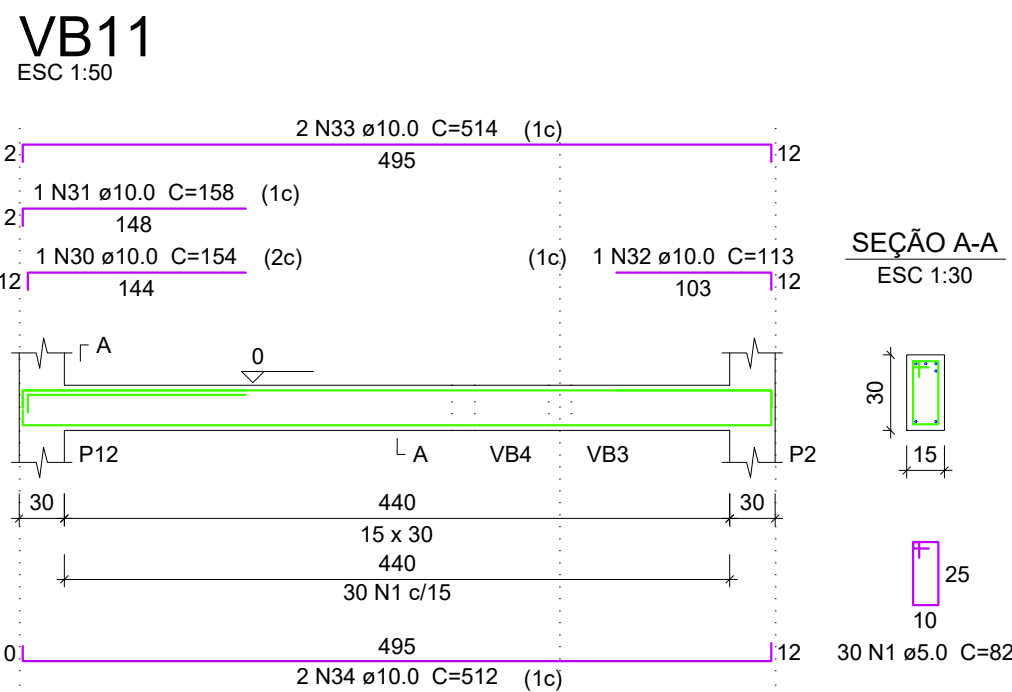 VB11
ESC 1:50
2 N33 ø10.0 C=514 (1c)
2 495 12
1 N31 ø10.0 C=158 (1c)
2 148
1 N30 ø10.0 C=154 (2c)
12 144
(1c) 1 N32 ø10.0 C=113
103 12
SEÇÃO A-A
ESC 1:30
A
0
P12 A VB4 VB3 P2
30
15
30 440 30
15 x 30
440
30 N1 c/15
25
10
30 N1 ø5.0 C=82
0 495 12
2 N34 ø10.0 C=512 (1c)